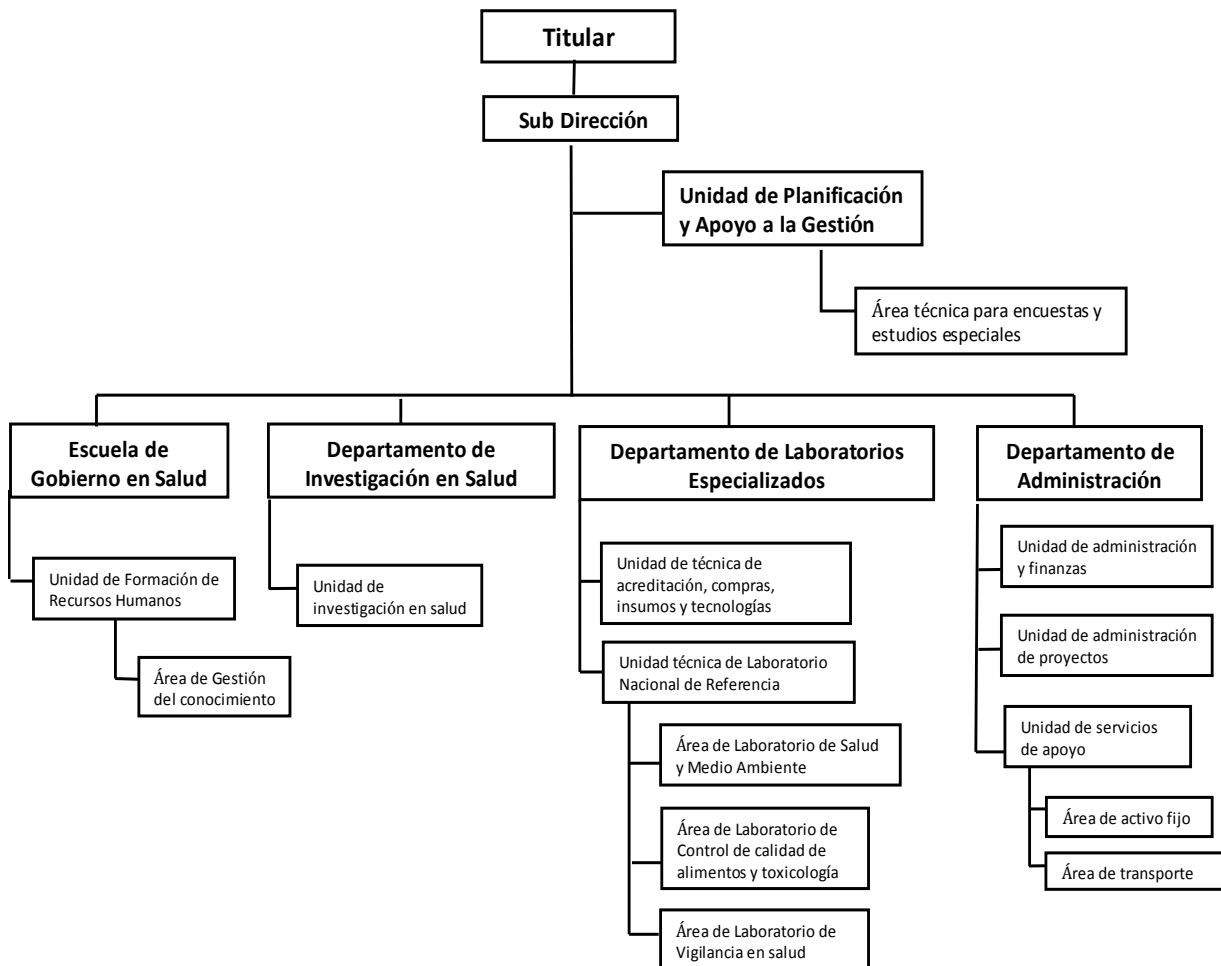 Titular
Sub Dirección
Unidad de Planificación
y Apoyo a la Gestión
Área técnica para encuestas y
estudios especiales
Escuela de
Gobierno en Salud
Unidad de Formación de
Recursos Humanos
Área de Gestión
del conocimiento
Departamento de
Investigación en Salud
Unidad de
investigación en salud
Departamento de Laboratorios
Especializados
Unidad de técnica de
acreditación, compras,
insumos y tecnologías
Unidad técnica de Laboratorio
Nacional de Referencia
Área de Laboratorio de Salud
y Medio Ambiente
Área de Laboratorio de
Control de calidad de
alimentos y toxicología
Área de Laboratorio de
Vigilancia en salud
Departamento de
Administración
Unidad de administración
y finanzas
Unidad de administración
de proyectos
Unidad de servicios
de apoyo
Área de activo fijo
Área de transporte